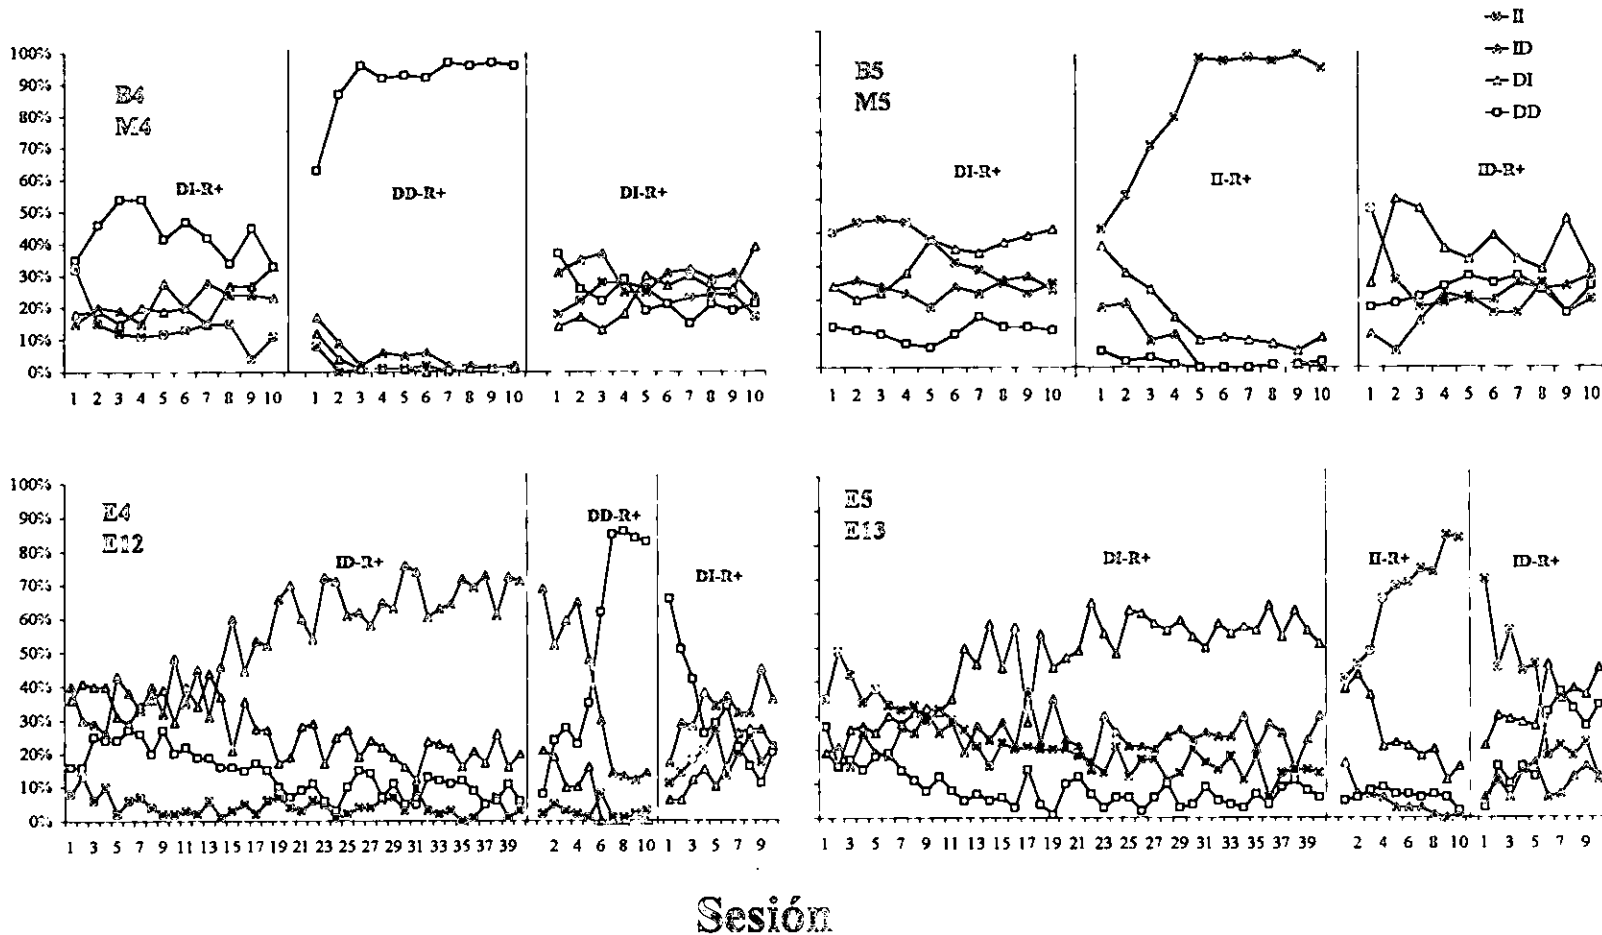 II
ID
DI
DD
100%
90%
80%
70%
60%
50%
40%
30%
20%
10%
0%
B4
M4
DI-R+
DD-R+
DI-R+
1 2 3 4 5 6 7 8 9 10
1 2 3 4 5 6 7 8 9 10
1 2 3 4 5 6 7 8 9 10
B5
M5
DI-R+
II-R+
ID-R+
1 2 3 4 5 6 7 8 9 10
1 2 3 4 5 6 7 8 9 10
1 2 3 4 5 6 7 8 9 10
100%
90%
80%
70%
60%
50%
40%
30%
20%
10%
0%
E4
E12
ID-R+
DD-R+
DI-R+
1 3 5 7 9 11 13 15 17 19 21 23 25 27 29 31 33 35 37 39
2 4 6 8 10
1 3 5 7 9
E5
E13
DI-R+
II-R+
ID-R+
1 3 5 7 9 11 13 15 17 19 21 23 25 27 29 31 33 35 37 39
2 4 6 8 10
1 3 5 7 9
Sesión